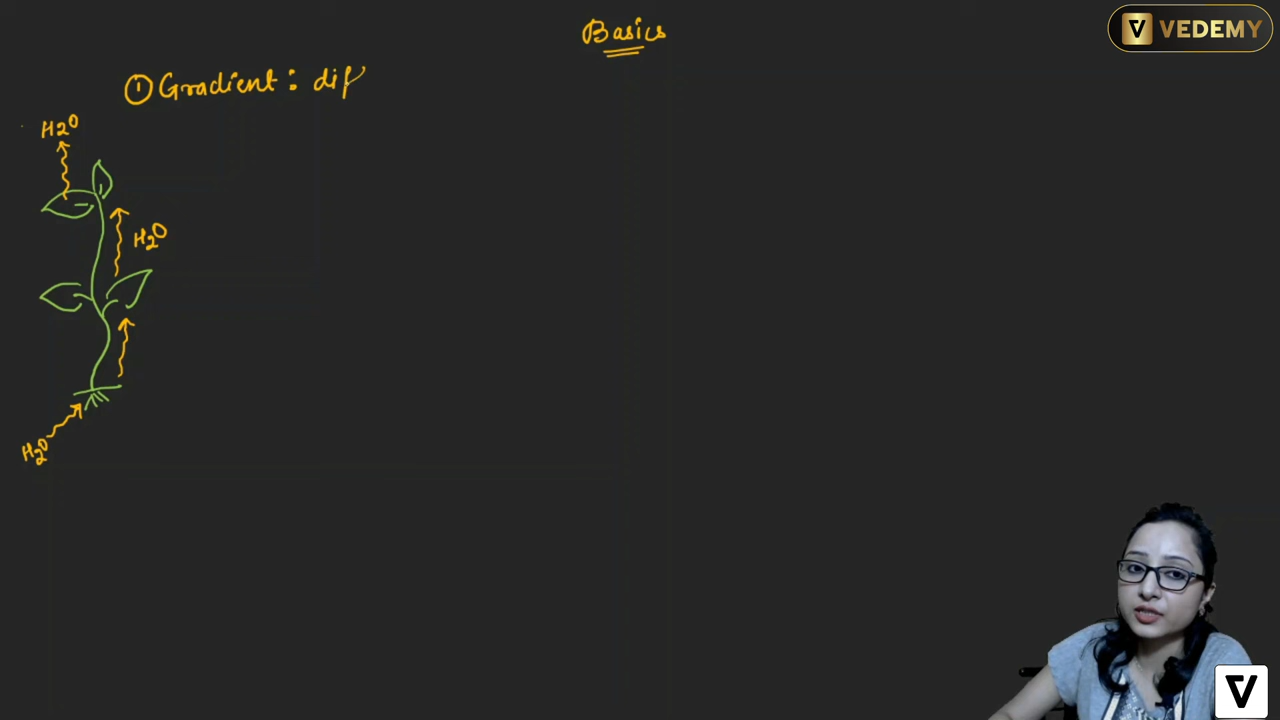 Basics
VEDEMY
① Gradient : dif
H2O
H2O
H2O